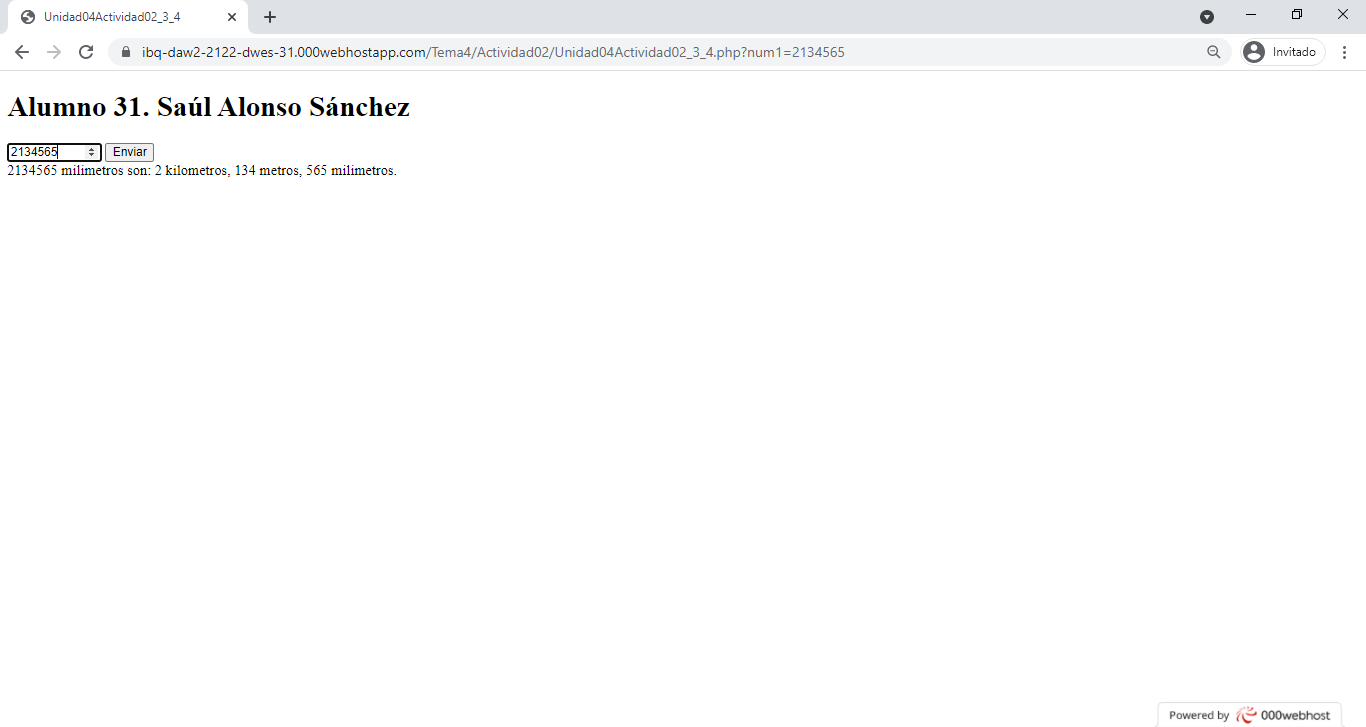 Unidad04Actividad02_3_4
ibq-daw2-2122-dwes-31.000webhostapp.com/Tema4/Actividad02/Unidad04Actividad02_3_4.php?num1=2134565
Invitado
Alumno 31. Saúl Alonso Sánchez
2134565 Enviar
2134565 milimetros son: 2 kilometros, 134 metros, 565 milimetros.
Powered by 000webhost